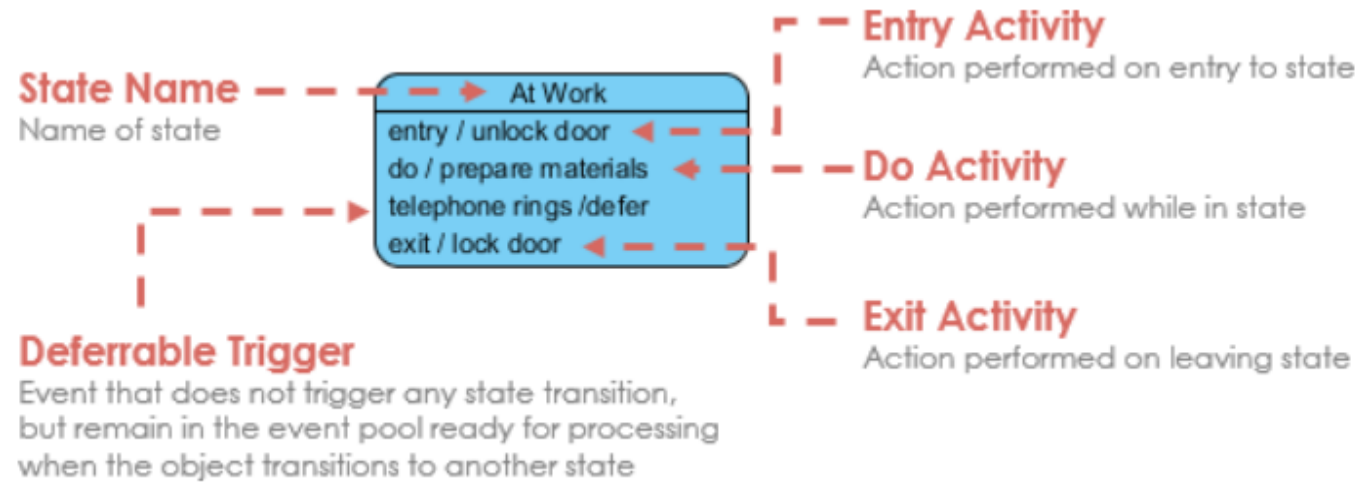 State Name
Name of state
At Work
entry / unlock door
do / prepare materials
telephone rings /defer
exit / lock door
Entry Activity
Action performed on entry to state
Do Activity
Action performed while in state
Exit Activity
Action performed on leaving state
Deferrable Trigger
Event that does not trigger any state transition,
but remain in the event pool ready for processing
when the object transitions to another state